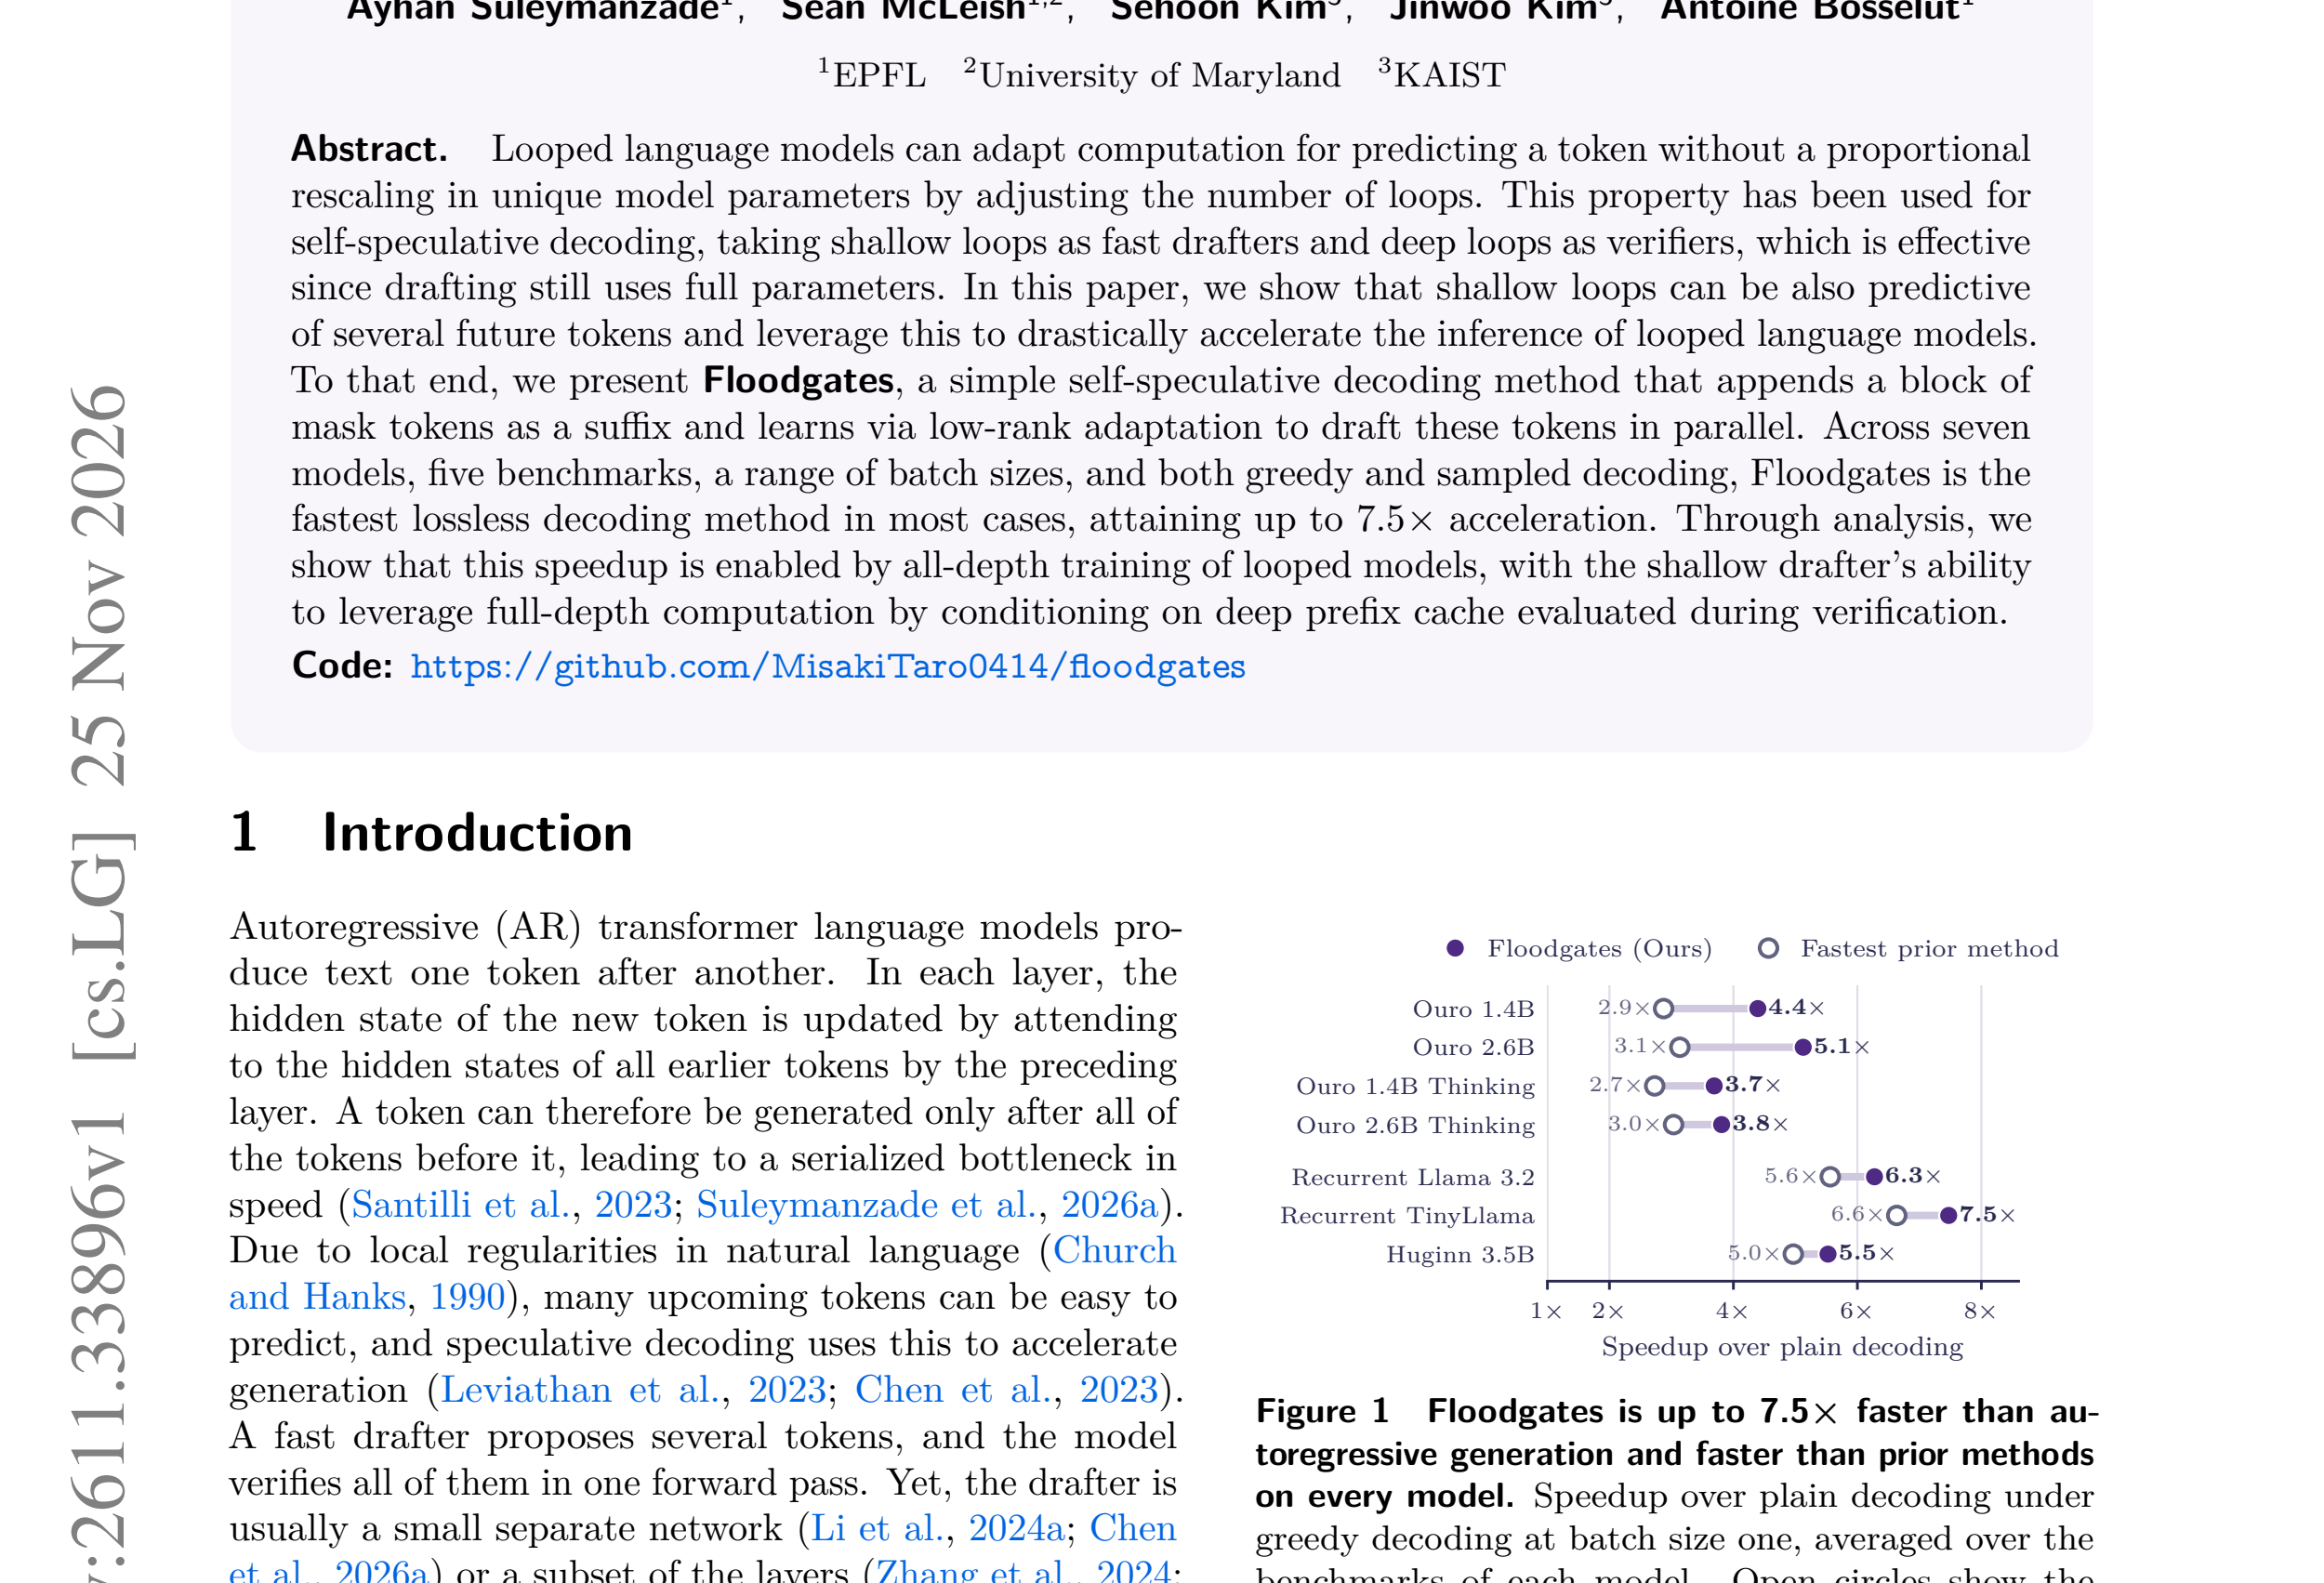 Ayhan Suleymanzade¹, Sean McLeish¹,², Sehoon Kim³, Jinwoo Kim³, Antoine Bosselut¹
¹EPFL ²University of Maryland ³KAIST
Abstract. Looped language models can adapt computation for predicting a token without a proportional
rescaling in unique model parameters by adjusting the number of loops. This property has been used for
self-speculative decoding, taking shallow loops as fast drafters and deep loops as verifiers, which is effective
since drafting still uses full parameters. In this paper, we show that shallow loops can be also predictive
of several future tokens and leverage this to drastically accelerate the inference of looped language models.
To that end, we present Floodgates, a simple self-speculative decoding method that appends a block of
mask tokens as a suffix and learns via low-rank adaptation to draft these tokens in parallel. Across seven
models, five benchmarks, a range of batch sizes, and both greedy and sampled decoding, Floodgates is the
fastest lossless decoding method in most cases, attaining up to 7.5× acceleration. Through analysis, we
show that this speedup is enabled by all-depth training of looped models, with the shallow drafter's ability
to leverage full-depth computation by conditioning on deep prefix cache evaluated during verification.
Code: https://github.com/MisakiTaro0414/floodgates
v:2611.33896v1 [cs.LG] 25 Nov 2026
1 Introduction
Autoregressive (AR) transformer language models pro-
duce text one token after another. In each layer, the
hidden state of the new token is updated by attending
to the hidden states of all earlier tokens by the preceding
layer. A token can therefore be generated only after all of
the tokens before it, leading to a serialized bottleneck in
speed (Santilli et al., 2023; Suleymanzade et al., 2026a).
Due to local regularities in natural language (Church
and Hanks, 1990), many upcoming tokens can be easy to
predict, and speculative decoding uses this to accelerate
generation (Leviathan et al., 2023; Chen et al., 2023).
A fast drafter proposes several tokens, and the model
verifies all of them in one forward pass. Yet, the drafter is
usually a small separate network (Li et al., 2024a; Chen
et al., 2026a) or a subset of the layers (Zhang et al., 2024;
Floodgates (Ours) Fastest prior method
Ouro 1.4B 2.9× 4.4×
Ouro 2.6B 3.1× 5.1×
Ouro 1.4B Thinking 2.7× 3.7×
Ouro 2.6B Thinking 3.0× 3.8×
Recurrent Llama 3.2 5.6× 6.3×
Recurrent TinyLlama 6.6× 7.5×
Huginn 3.5B 5.0× 5.5×
1× 2× 4× 6× 8×
Speedup over plain decoding
Figure 1 Floodgates is up to 7.5× faster than au-
toregressive generation and faster than prior methods
on every model. Speedup over plain decoding under
greedy decoding at batch size one, averaged over the
benchmarks of each model. Open circles show the